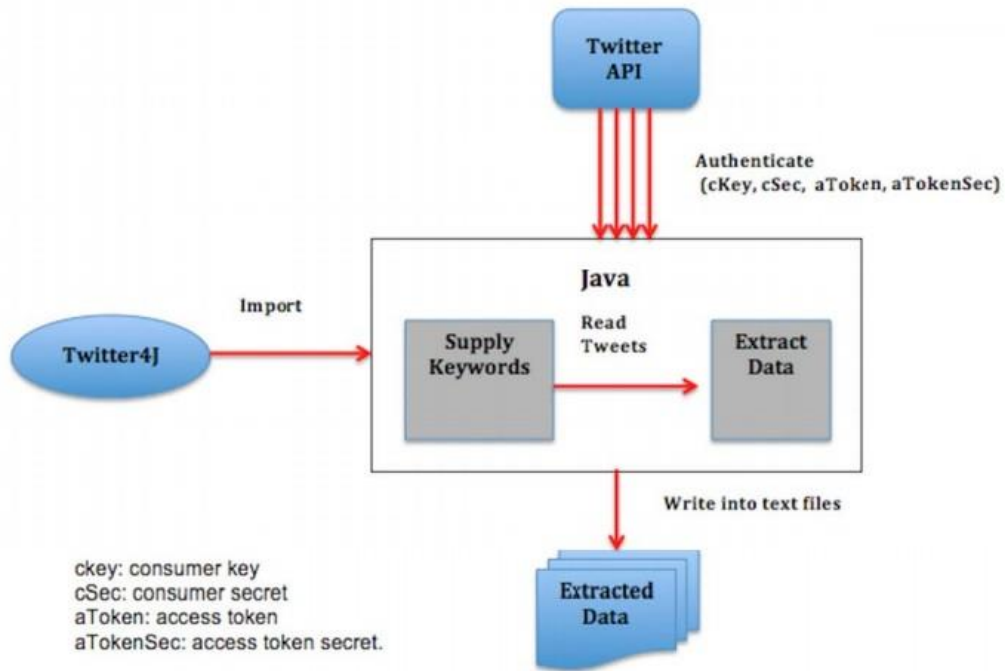 Twitter
API
Authenticate
(cKey, cSec, aToken, aTokenSec)
Java
Import
Read
Tweets
Supply
Keywords
Extract
Data
Twitter4J
Write into text files
ckey: consumer key
cSec: consumer secret
aToken: access token
aTokenSec: access token secret.
Extracted
Data